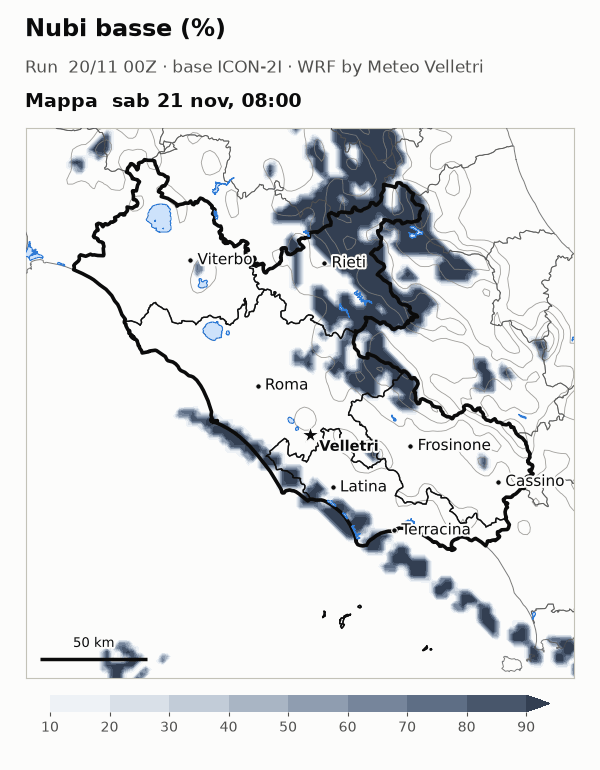 Nubi basse (%)
Run  20/11 00Z · base ICON-2I · WRF by Meteo Velletri
Mappa  sab 21 nov, 08:00
Viterbo
Rieti
Roma
Velletri
Frosinone
Cassino
Latina
Terracina
50 km
10 20 30 40 50 60 70 80 90